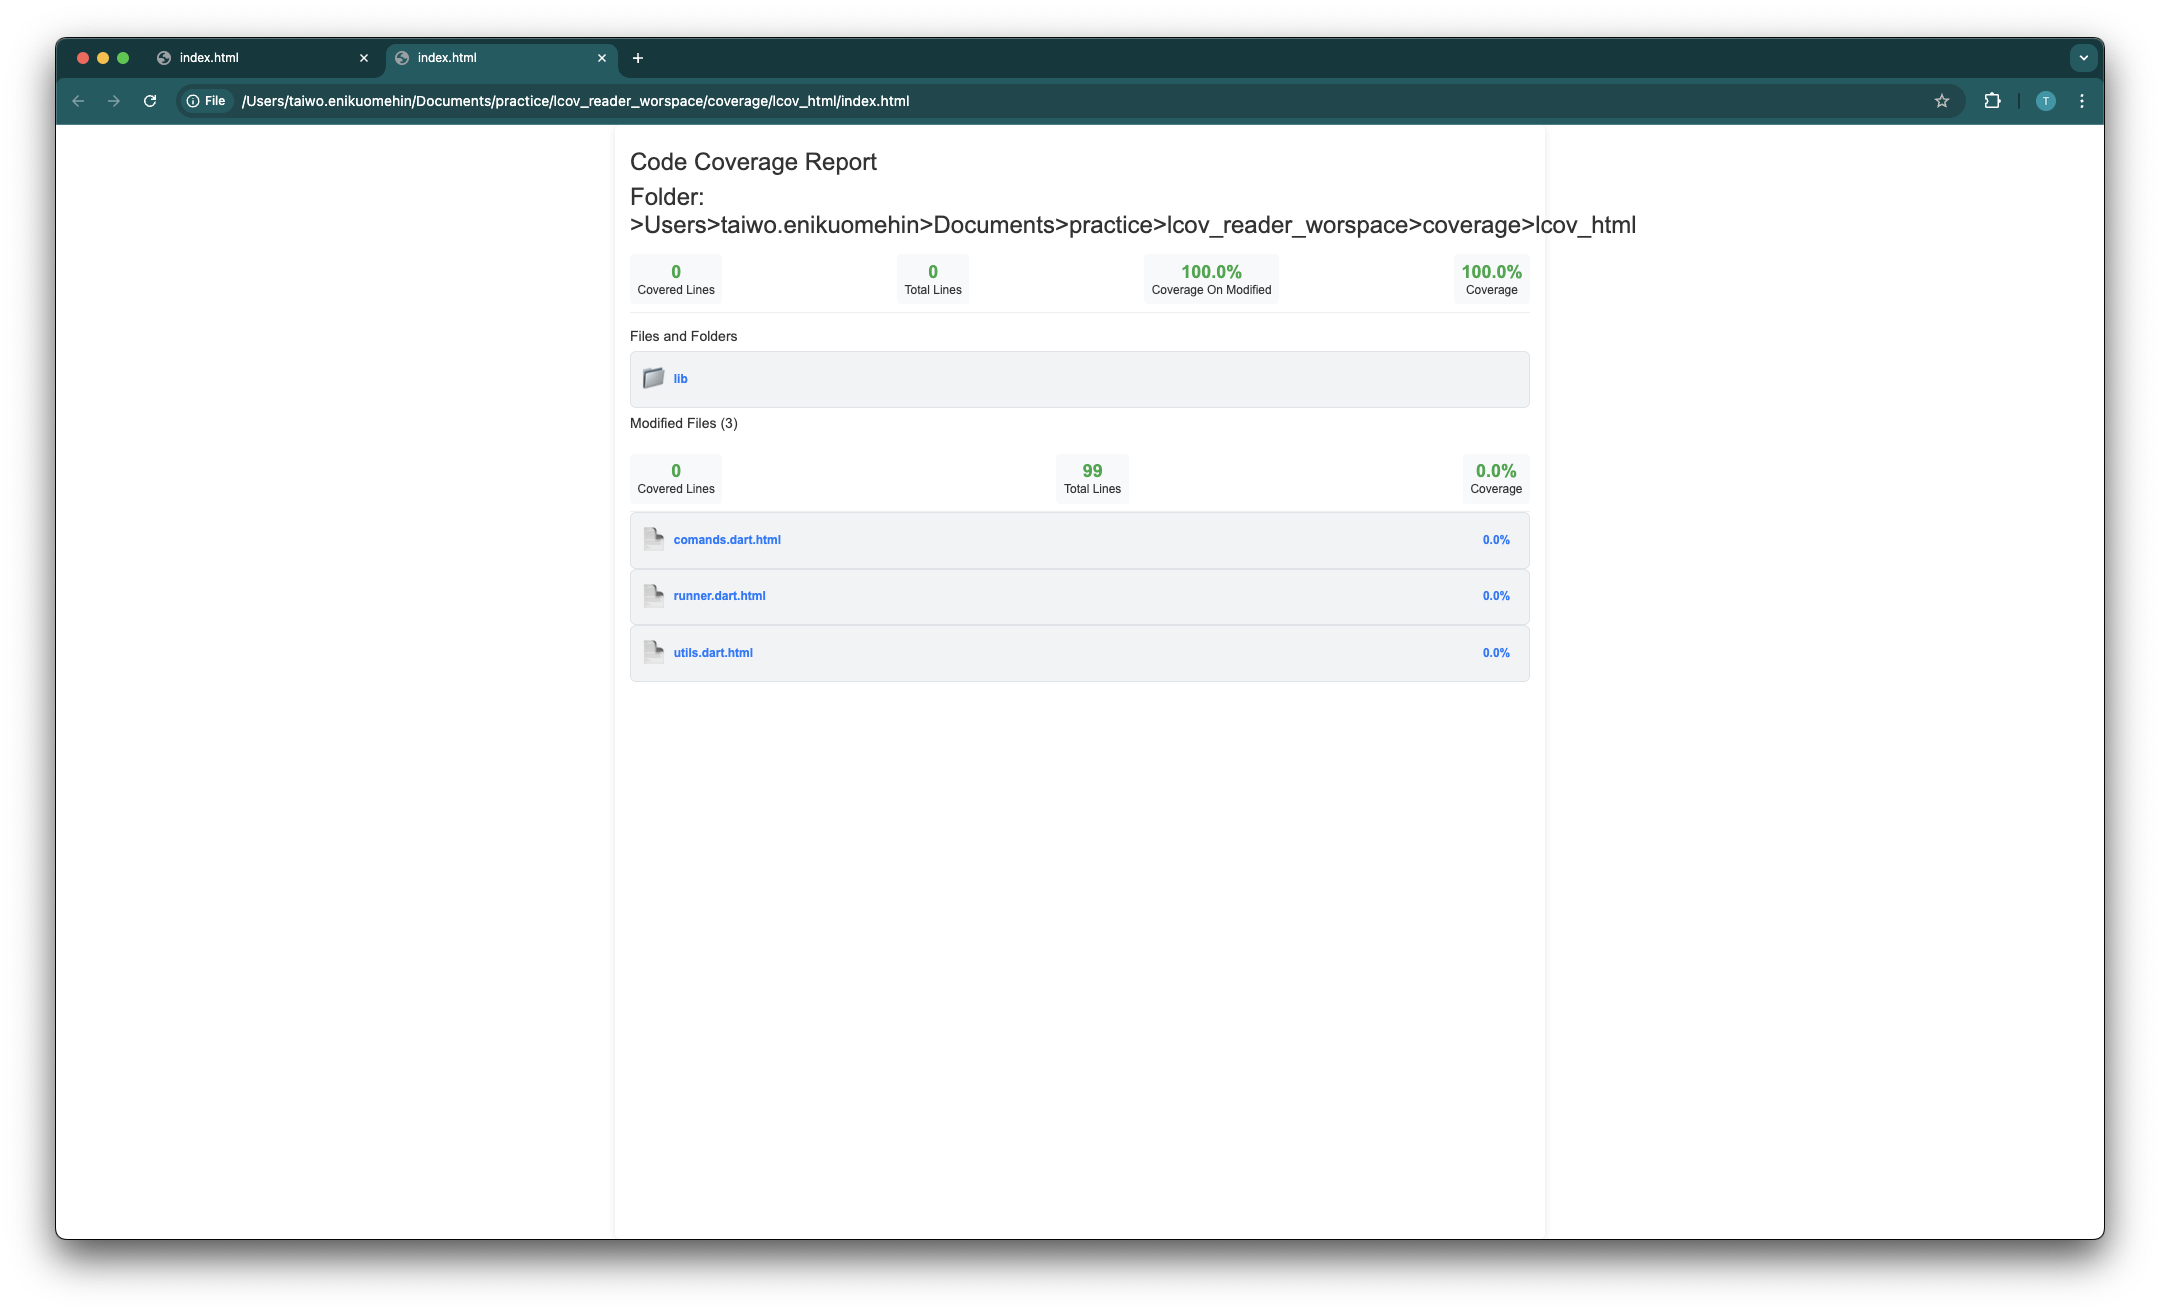 index.html
index.html
File /Users/taiwo.enikuomehin/Documents/practice/lcov_reader_worspace/coverage/lcov_html/index.html
T
Code Coverage Report
Folder:
>Users>taiwo.enikuomehin>Documents>practice>lcov_reader_worspace>coverage>lcov_html
0 0 100.0% 100.0%
Covered Lines Total Lines Coverage On Modified Coverage
Files and Folders
lib
Modified Files (3)
0 99 0.0%
Covered Lines Total Lines Coverage
comands.dart.html 0.0%
runner.dart.html 0.0%
utils.dart.html 0.0%